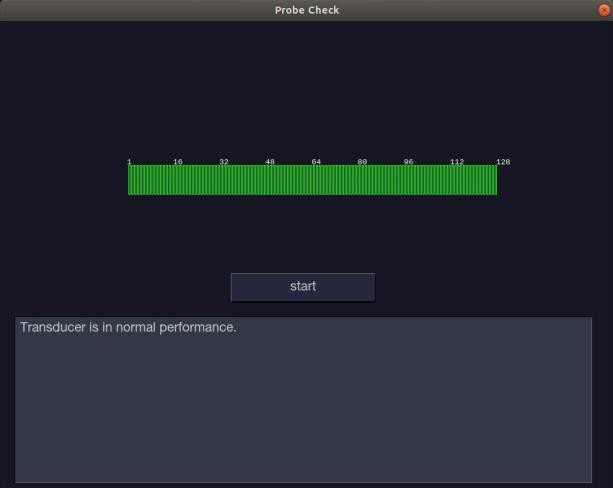 Probe Check
1 16 32 48 64 80 96 112 128
start
Transducer is in normal performance.